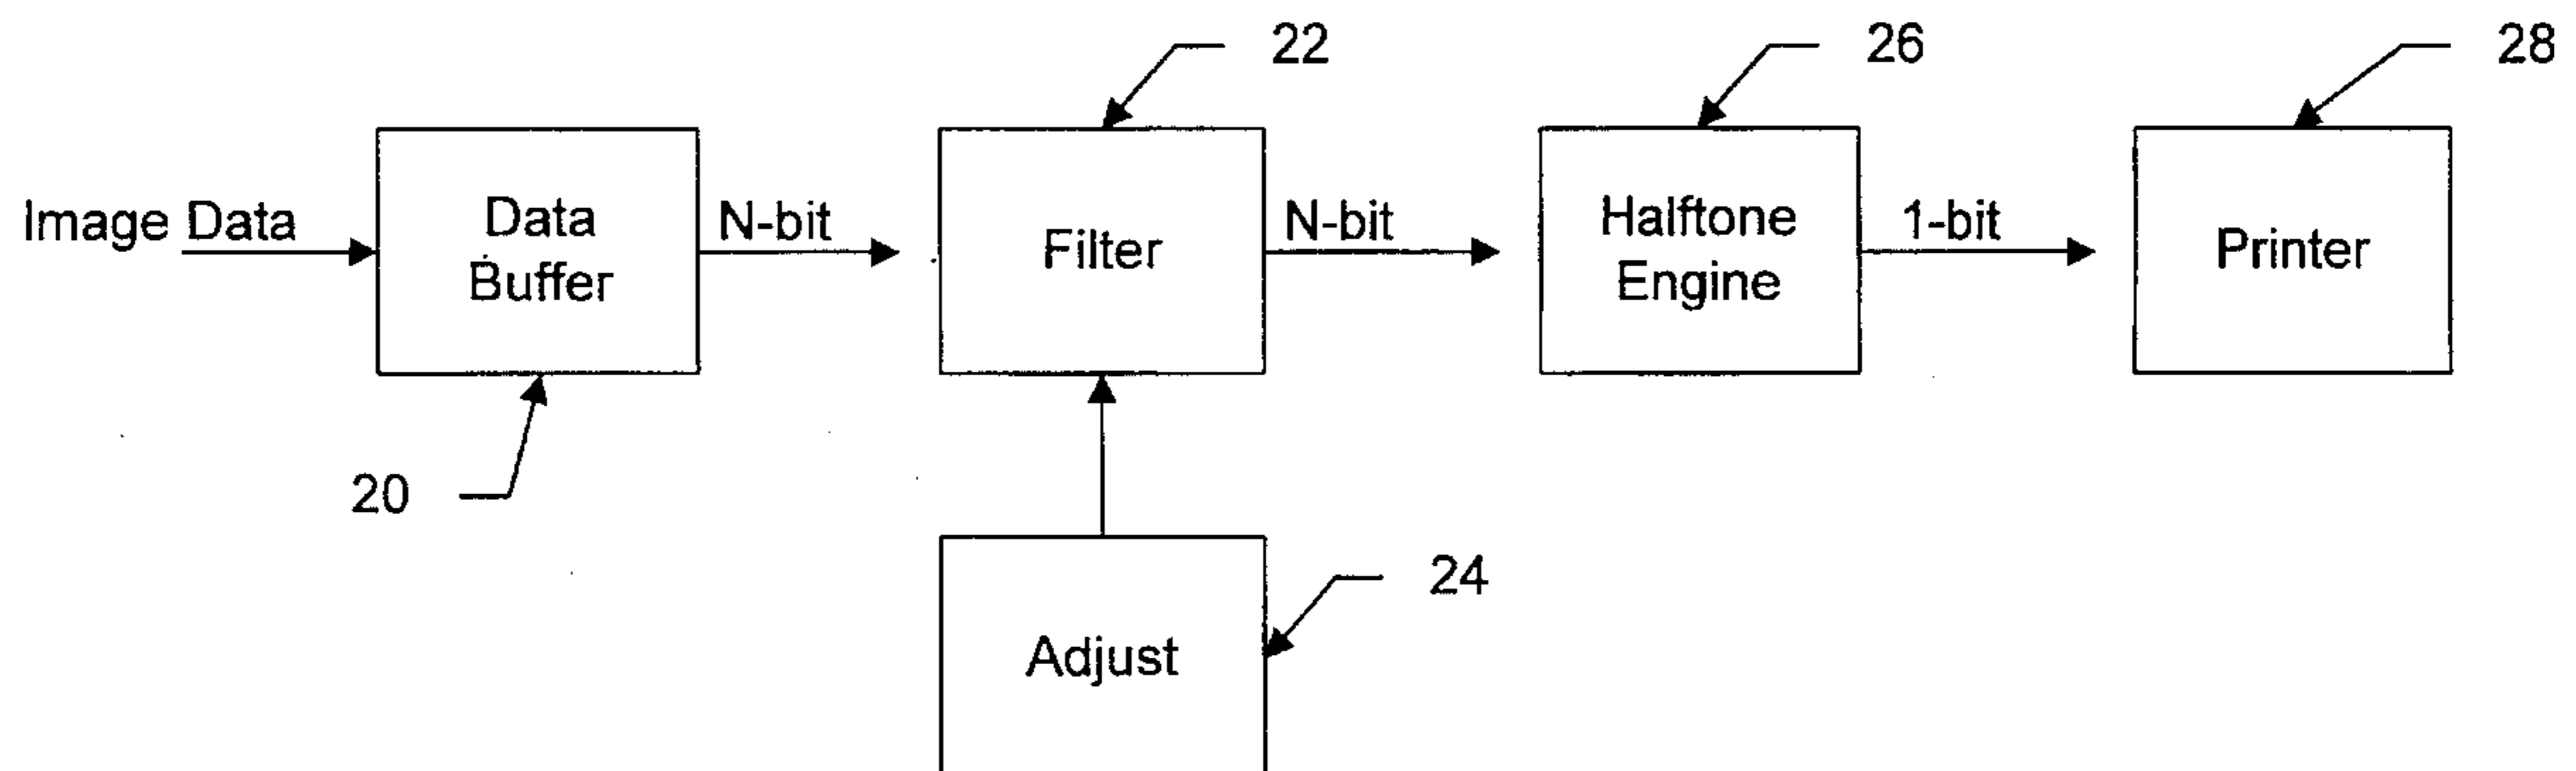 22
26
28
Image Data
Data
Buffer
N-bit
Filter
N-bit
Halftone
Engine
1-bit
Printer
20
24
Adjust